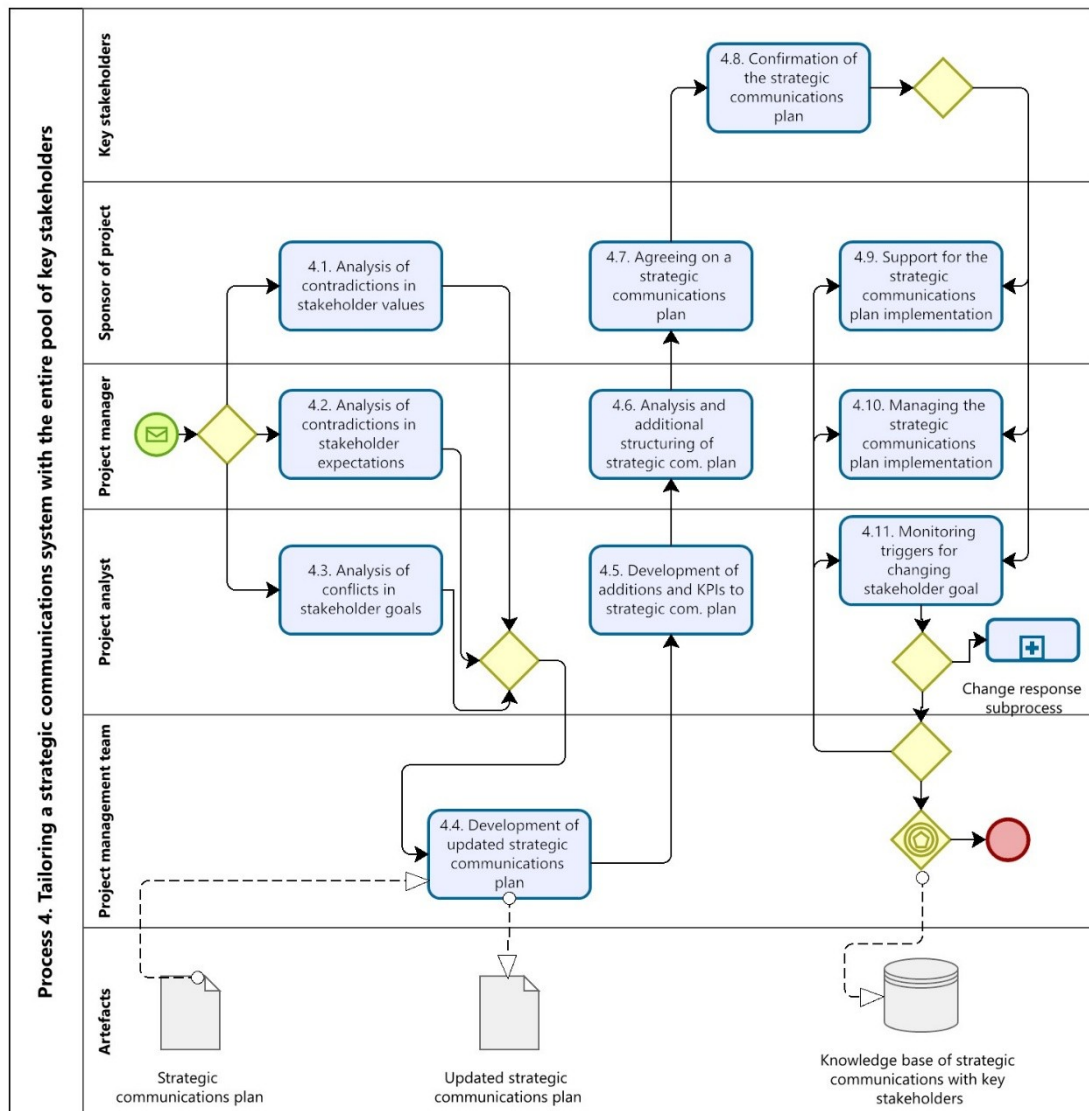 Process 4. Tailoring a strategic communications system with the entire pool of key steakeholders
Key stakeholders
4.8. Confirmation of
the strategic
communications
plan
Sponsor of project
4.1. Analysis of
contradictions in
stakeholder values
4.7. Agreeing on a
strategic
communications
plan
4.9. Support for the
strategic
communications
plan implementation
Project manager
4.2. Analysis of
contradictions in
stakeholder
expectations
4.6. Analysis and
additional
structuring of
strategic com. plan
4.10. Managing the
strategic
communications
plan implementation
Project analyst
4.3. Analysis of
conflicts in
stakeholder goals
4.5. Development of
additions and KPIs to
strategic com. plan
4.11. Monitoring
triggers for
changing
stakeholder goal
Change response
subprocess
Project management team
4.4. Development of
updated strategic
communications
plan
Artefacts
Strategic
communications plan
Updated strategic
communications plan
Knowledge base of strategic
communications with key
stakeholders